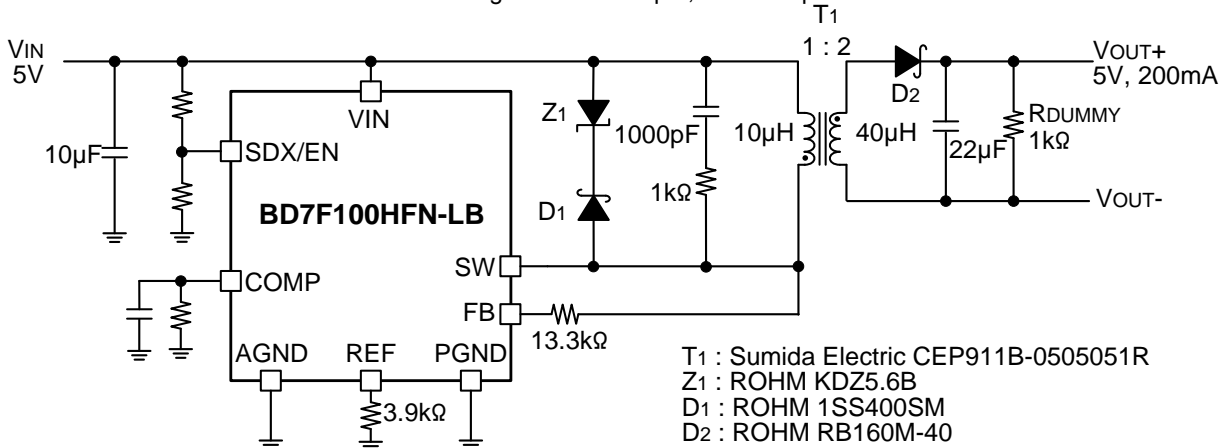 T1
1 : 2
VIN
5V
VOUT+
5V, 200mA
D2
VIN
Z1
1000pF
10µH
40µH
RDUMMY
1kΩ
22µF
10µF
SDX/EN
1kΩ
D1
VOUT-
BD7F100HFN-LB
SW
COMP
FB
13.3kΩ
AGND
REF
PGND
3.9kΩ
T1 : Sumida Electric CEP911B-0505051R
Z1 : ROHM KDZ5.6B
D1 : ROHM 1SS400SM
D2 : ROHM RB160M-40